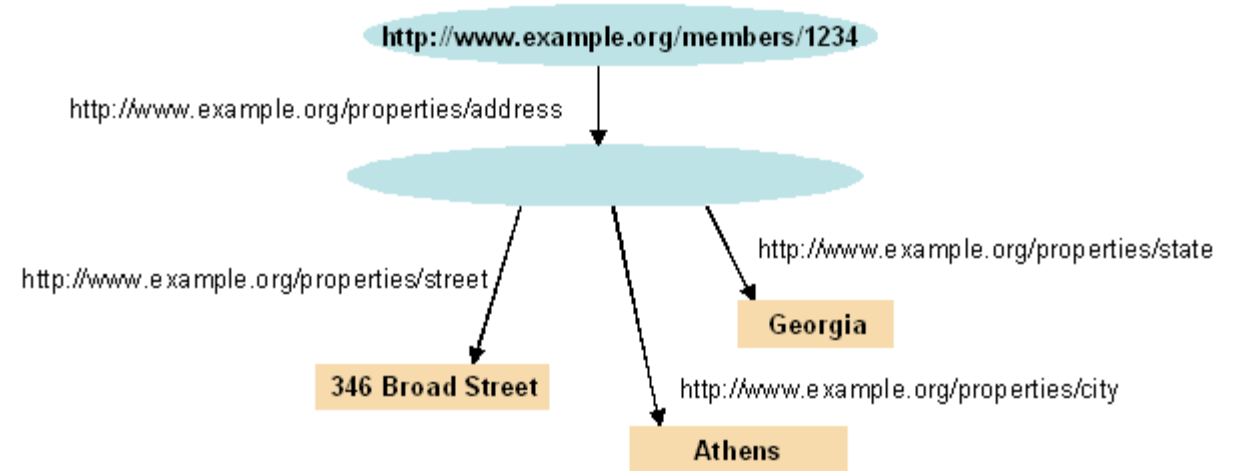 http://www.example.org/members/1234
http://www.example.org/properties/address
http://www.example.org/properties/state
http://www.example.org/properties/street
Georgia
346 Broad Street
http://www.example.org/properties/city
Athens